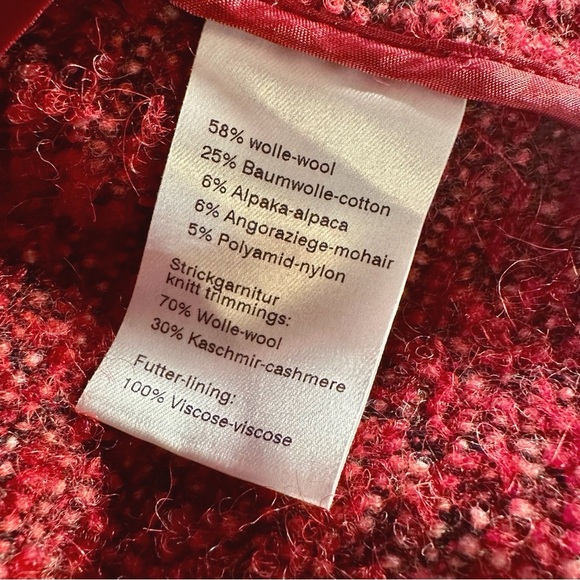 58% wolle-wool
25% Baumwolle-cotton
6% Alpaka-alpaca
6% Angoraziege-mohair
5% Polyamid-nylon
Strickgarnitur
knitt trimmings:
70% Wolle-wool
30% Kaschmir-cashmere
Futter-lining:
100% Viscose-viscose